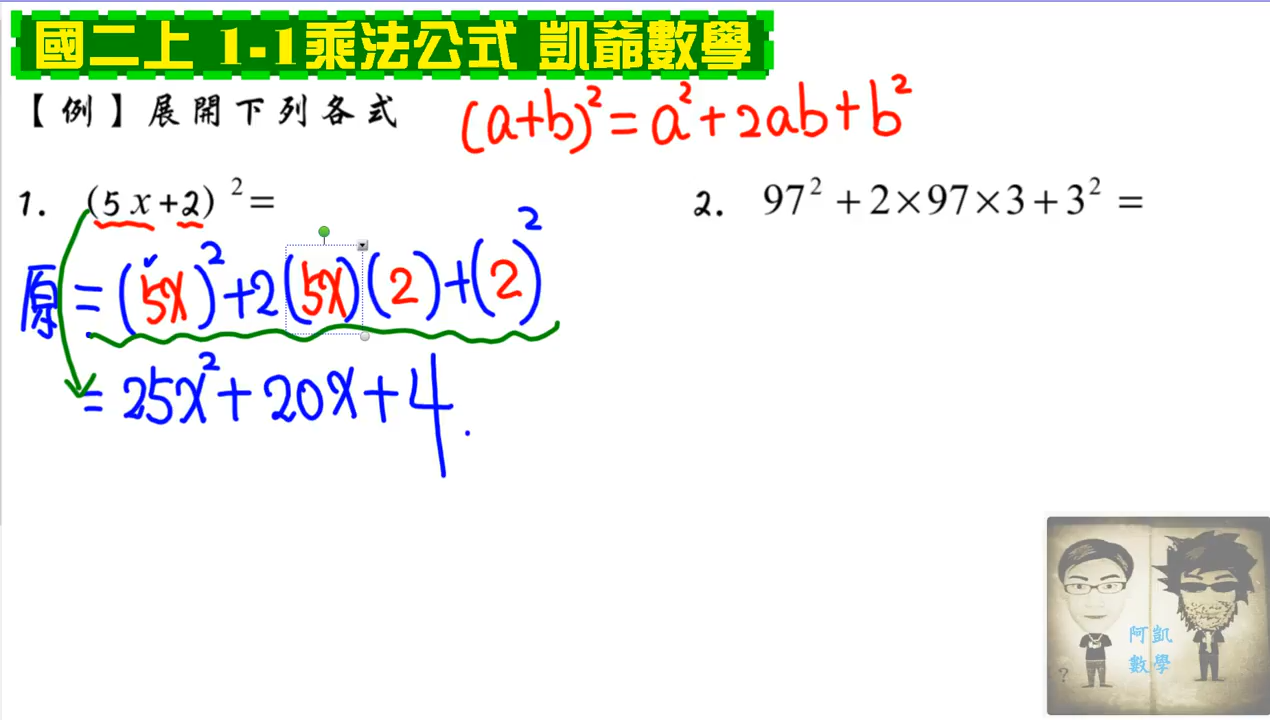 國二上 1-1乘法公式 凱爺數學
【例】展開下列各式
(a+b)²=a²+2ab+b²
1. (5x+2)²=
原=(5x)²+2(5x)(2)+(2)²
=25x²+20x+4.
2. 97²+2×97×3+3²=
阿凱
數學
?